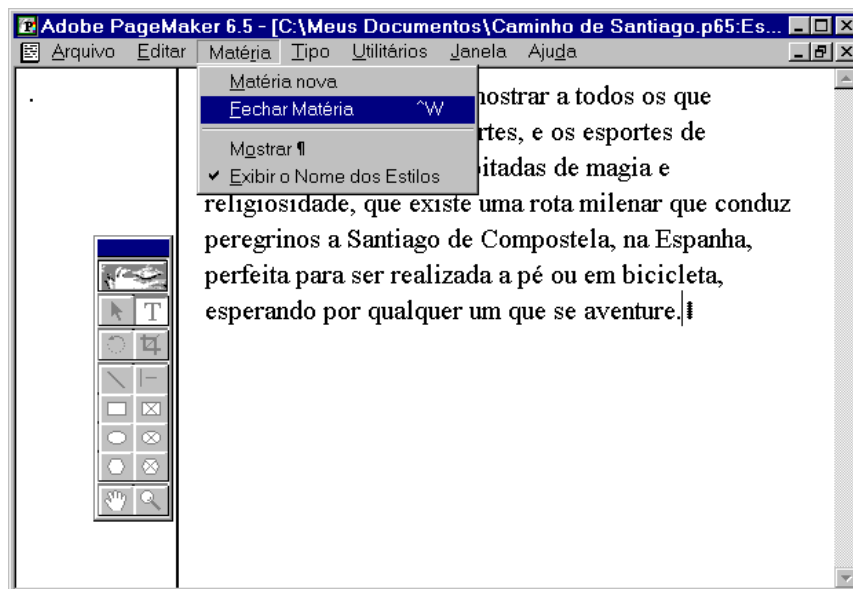 Adobe PageMaker 6.5 - [C:\Meus Documentos\Caminho de Santiago.p65:Es...
Arquivo Editar Matéria Tipo Utilitários Janela Ajuda
Matéria nova
Fechar Matéria ^W
Mostrar ¶
✔ Exibir o Nome dos Estilos
mostrar a todos os que
rtes, e os esportes de
itadas de magia e
religiosidade, que existe uma rota milenar que conduz
peregrinos a Santiago de Compostela, na Espanha,
perfeita para ser realizada a pé ou em bicicleta,
esperando por qualquer um que se aventure.
T